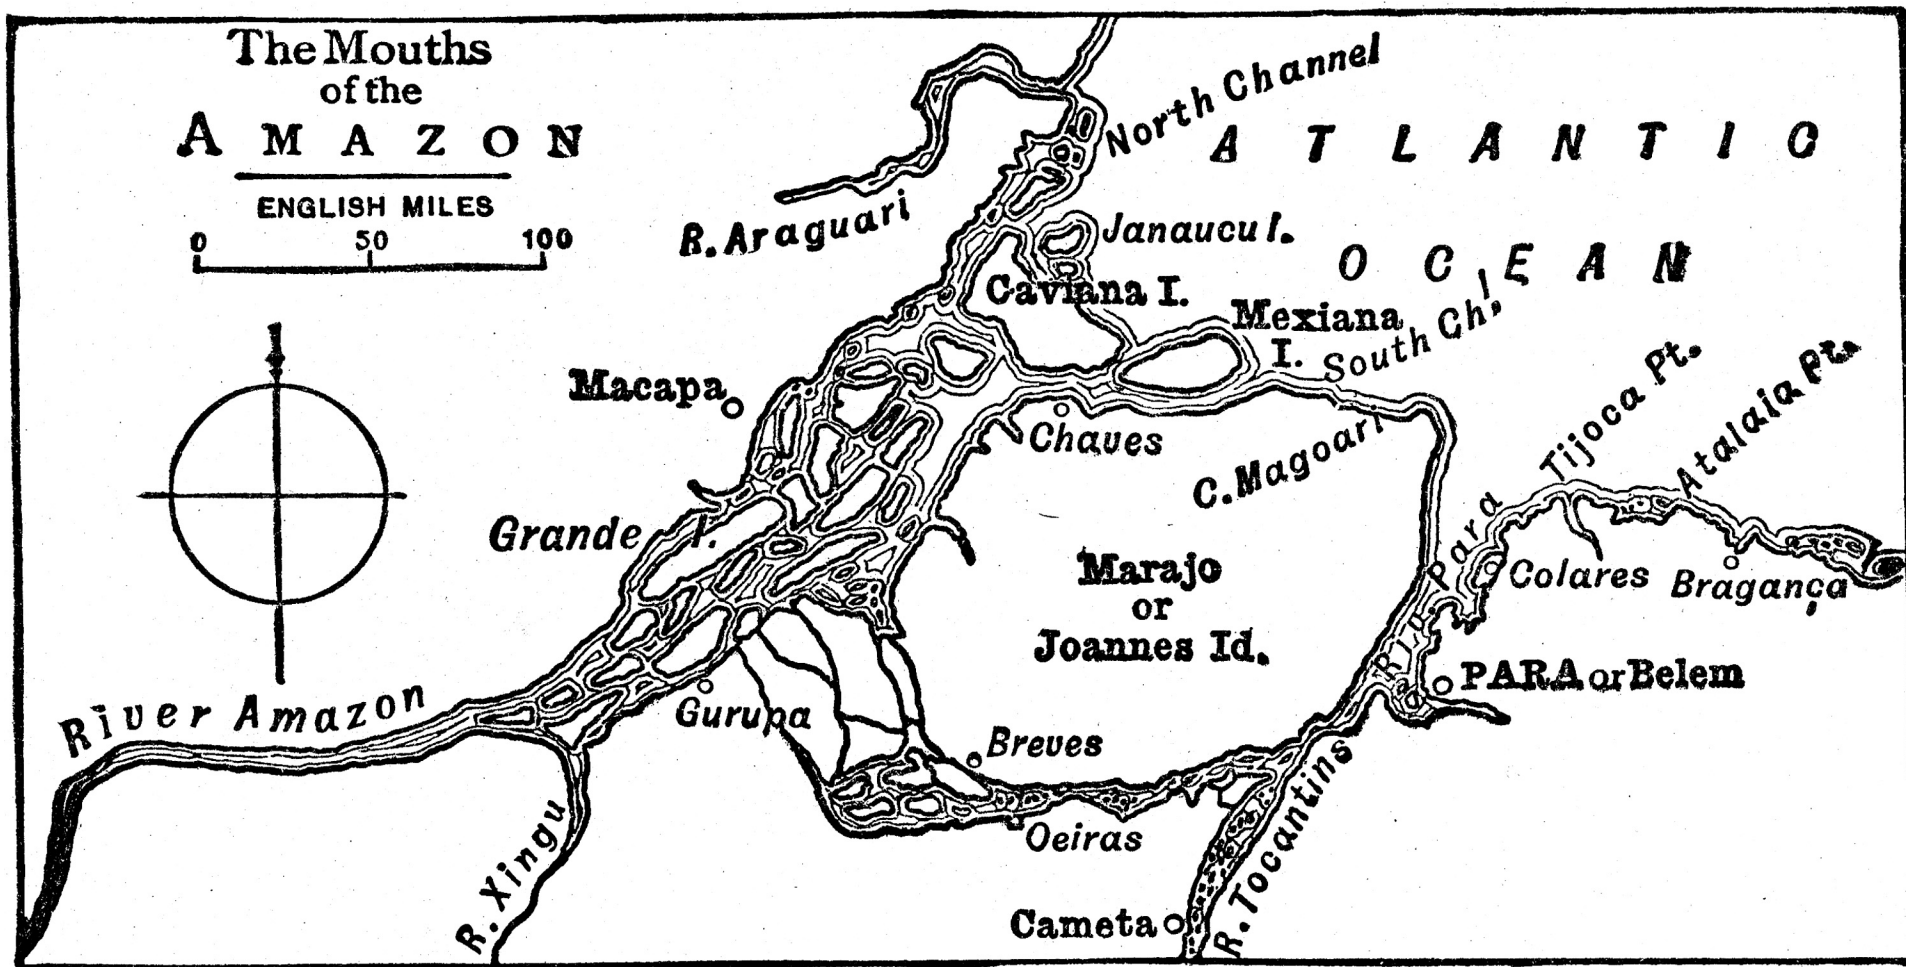 The Mouths
of the
AMAZON
ENGLISH MILES
0 50 100
North Channel
ATLANTIC
OCEAN
R. Araguari
Janaucu I.
Caviana I.
Mexiana
I.
South Ch.
Macapa
Chaves
C. Magoari
Tijoca Pt.
Atalaia Pt.
Grande I.
Marajo
or
Joannes Id.
Rio Para
Colares
Bragança
PARA or Belem
River Amazon
Gurupa
Breves
Oeiras
R. Xingu
Cameta
R. Tocantins